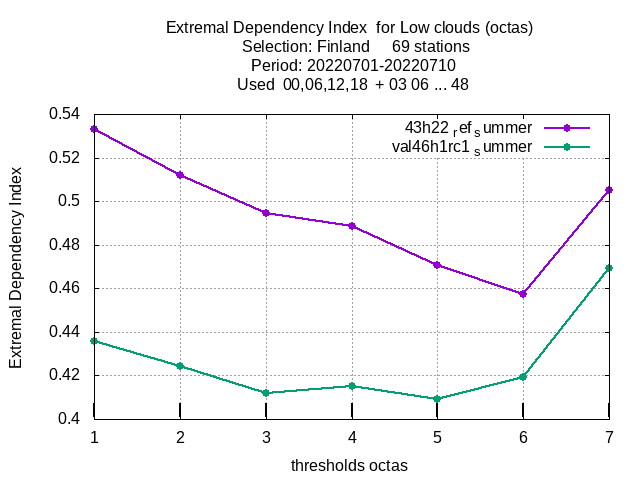 Extremal Dependency Index  for Low clouds (octas)
Selection: Finland     69 stations
Period: 20220701-20220710
Used  00,06,12,18  + 03 06 ... 48
43h22 ref summer
val46h1rc1 summer
Extremal Dependency Index
0.54
0.52
0.5
0.48
0.46
0.44
0.42
0.4
1 2 3 4 5 6 7
thresholds octas